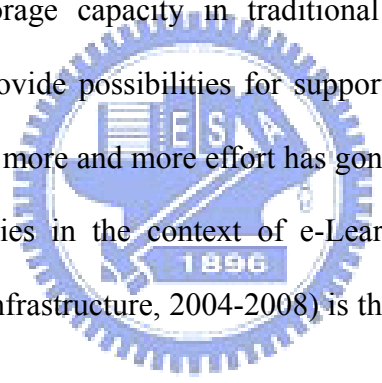 orage capacity in traditional
rovide possibilities for suppor
more and more effort has gon
ies in the context of e-Lear
nfrastructure, 2004-2008) is th
E S A
1896